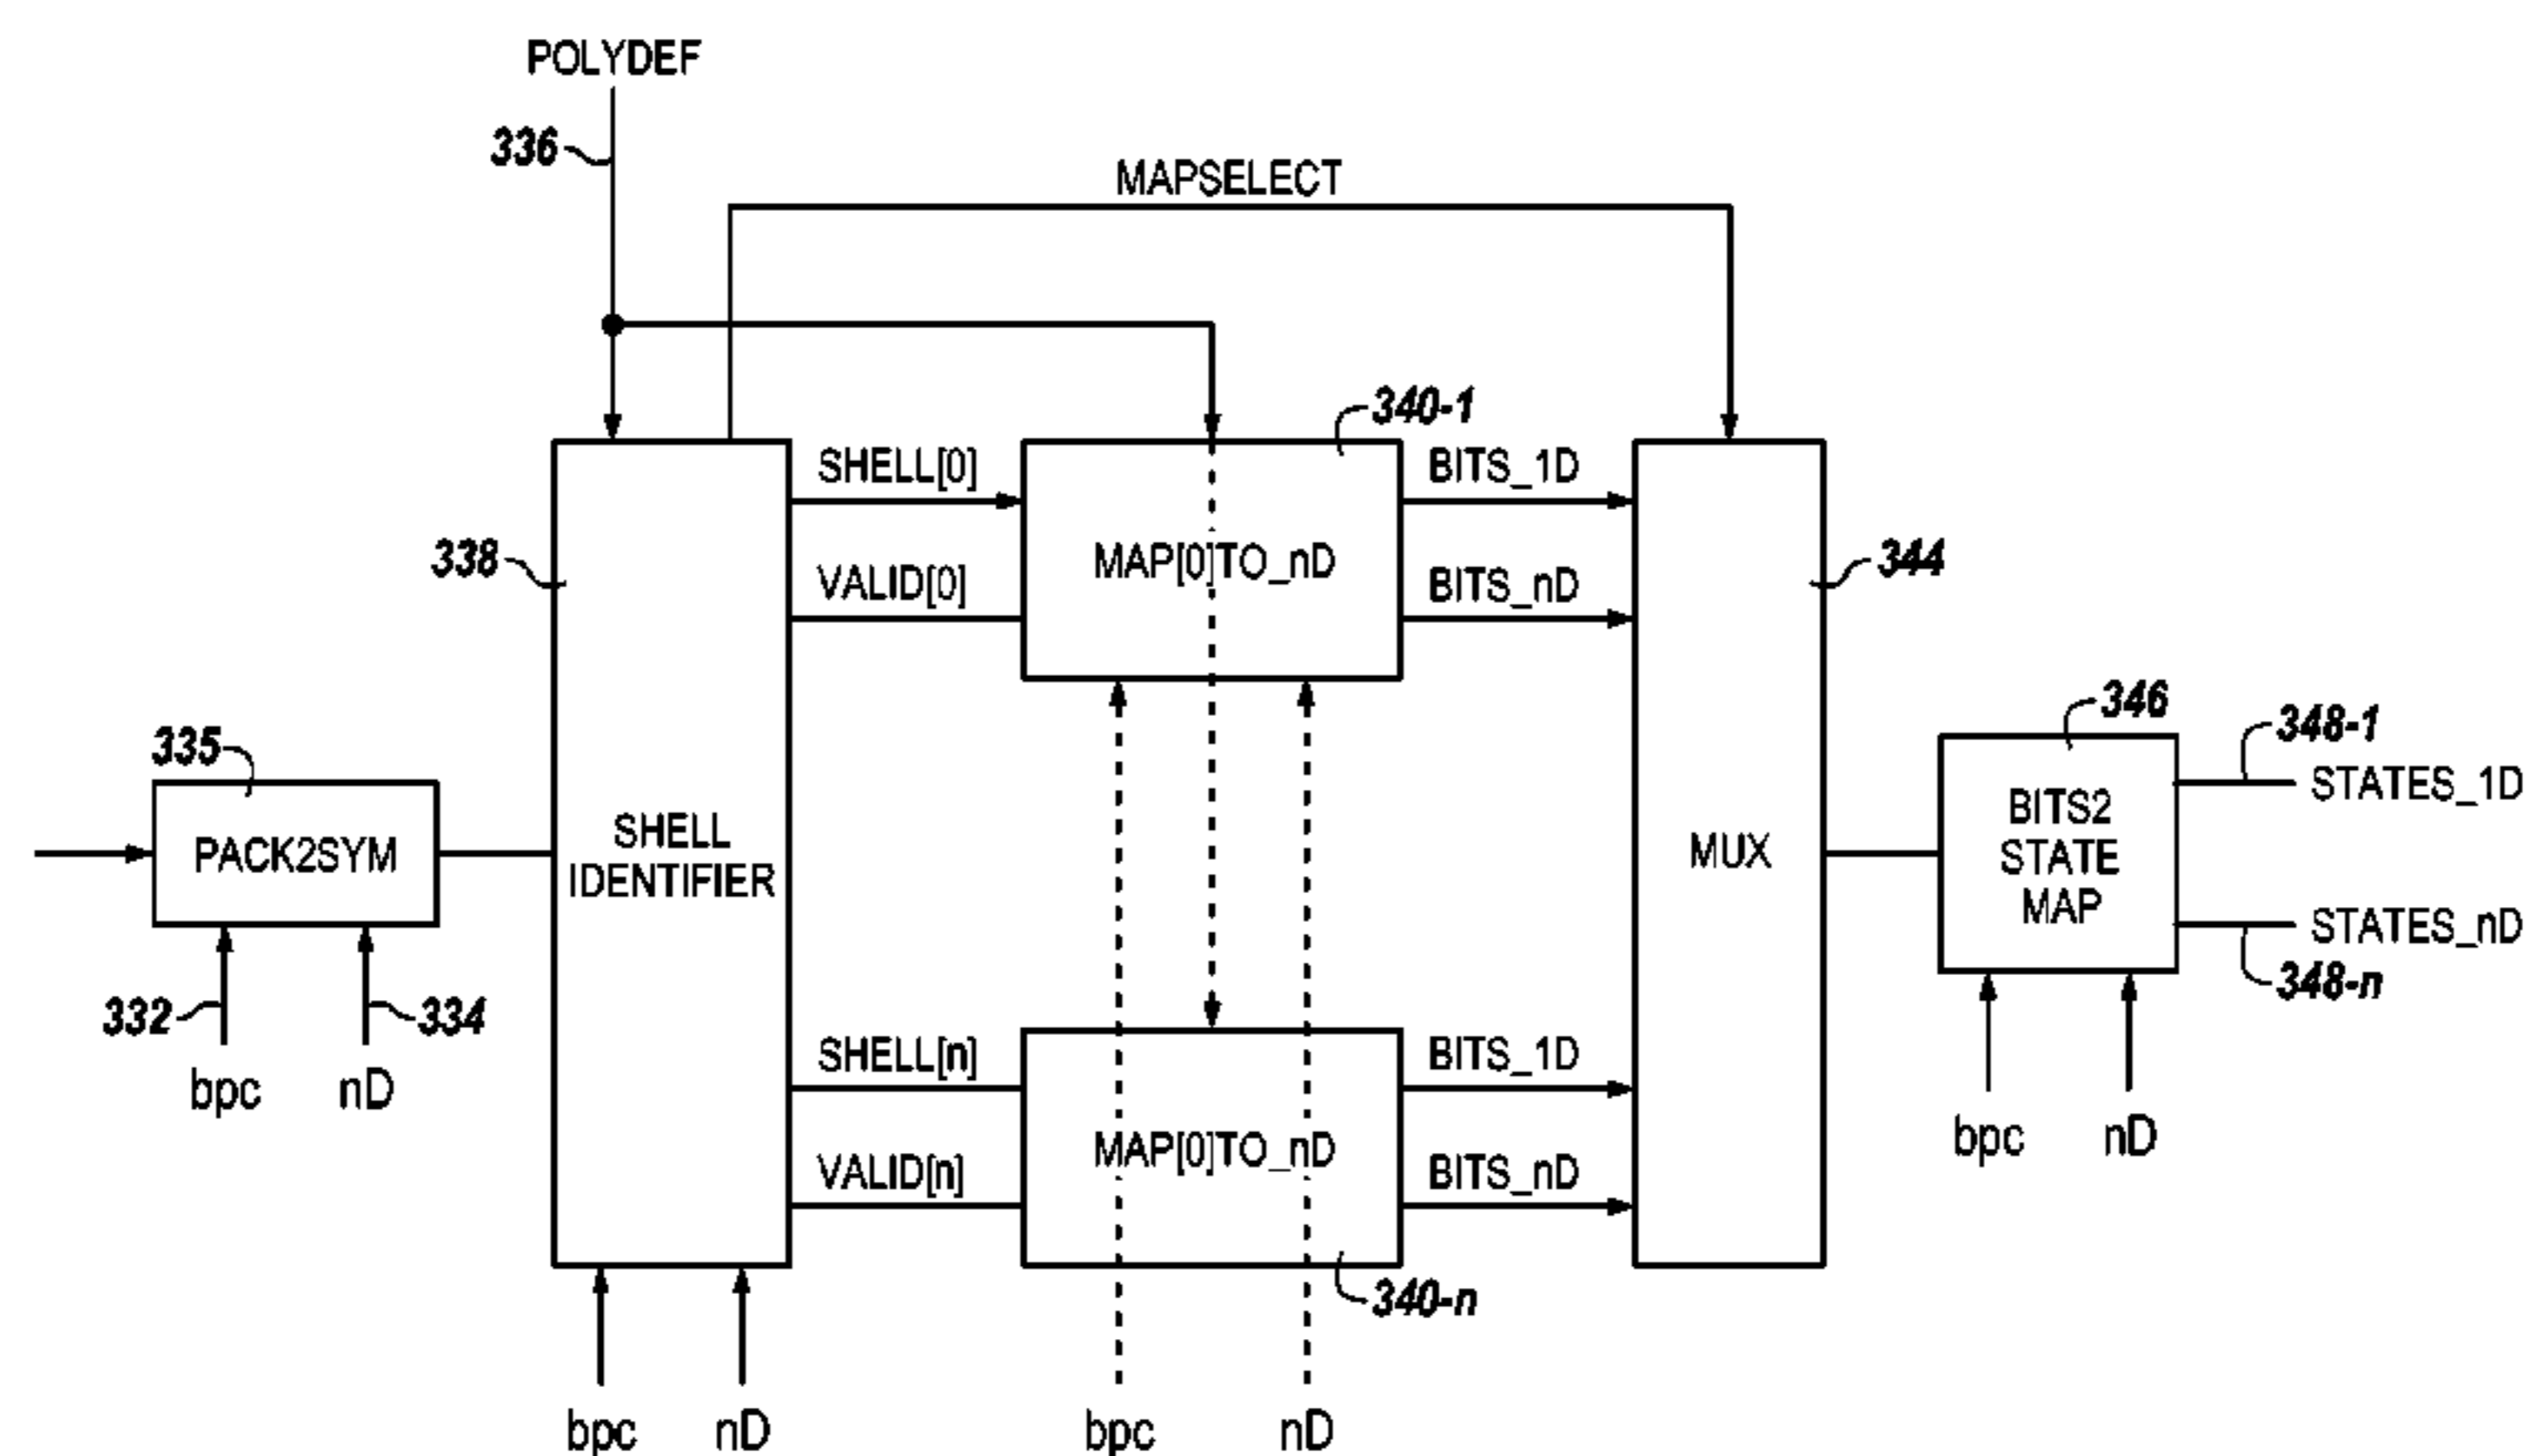 POLYDEF
336
MAPSELECT
340-1
SHELL[0]
BITS_1D
338
VALID[0]
MAP[0]TO_nD
BITS_nD
344
346
348-1
335
STATES_1D
PACK2SYM
SHELL
IDENTIFIER
MUX
BITS2
STATE
MAP
STATES_nD
348-n
332
334
bpc
nD
SHELL[n]
BITS_1D
VALID[n]
MAP[0]TO_nD
BITS_nD
bpc
nD
340-n
bpc
nD
bpc
nD